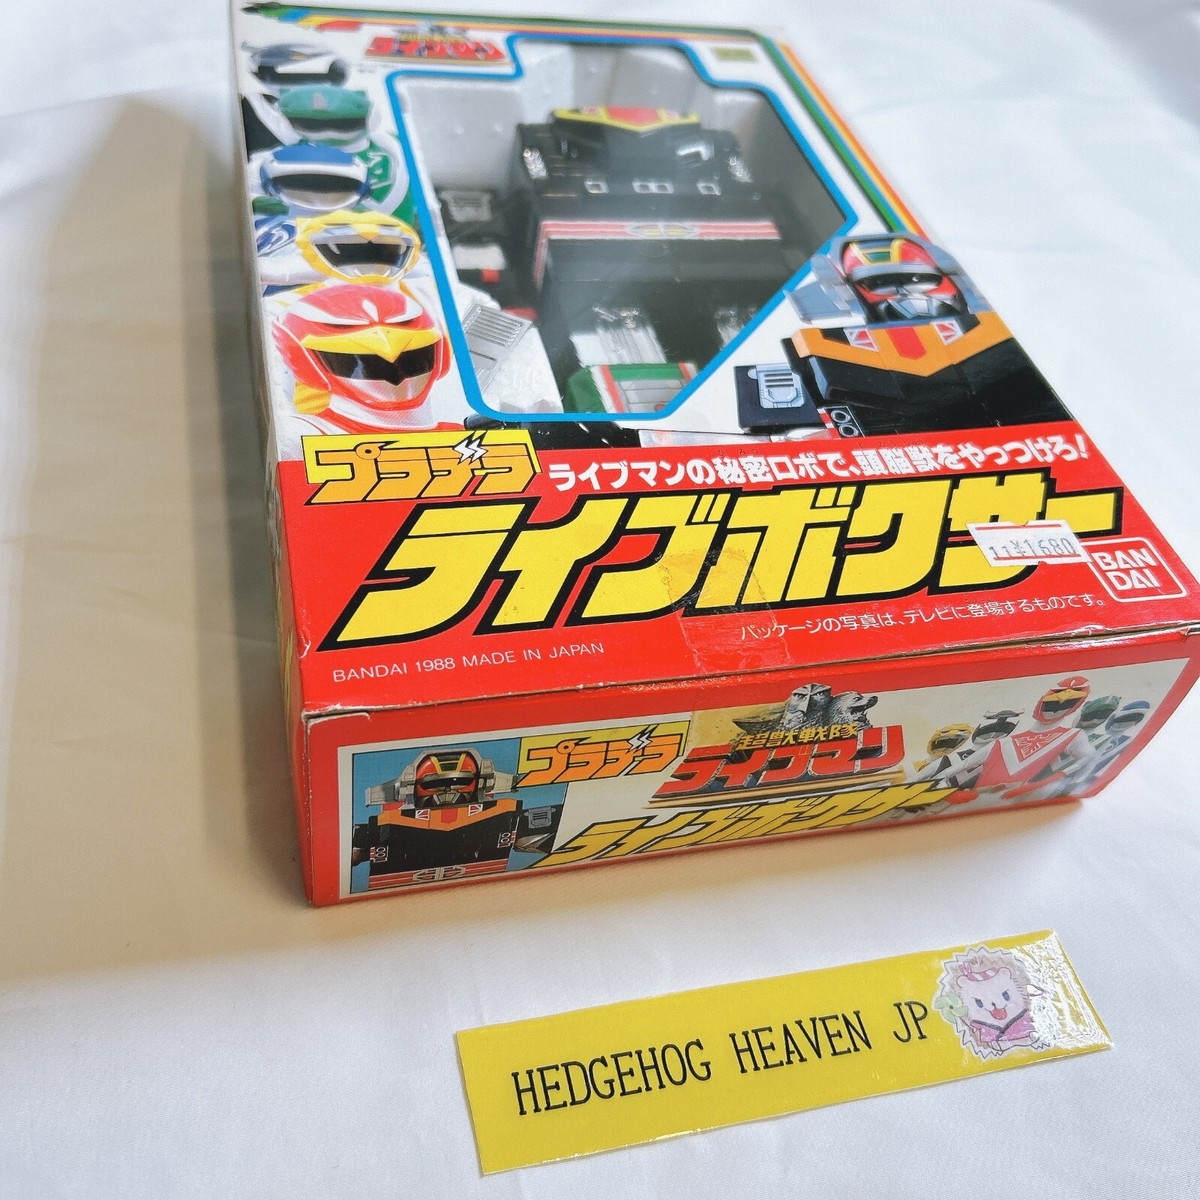 プラデラ
ライブマンの秘密ロボで、頭脳獣をやっつけろ!
ライブボクサー
11¥1680
BAN
DAI
パッケージの写真は、テレビに登場するものです。
BANDAI 1988 MADE IN JAPAN
プラデラ
超獣戦隊
ライブマン
ライブボクサー
HEDGEHOG HEAVEN JP